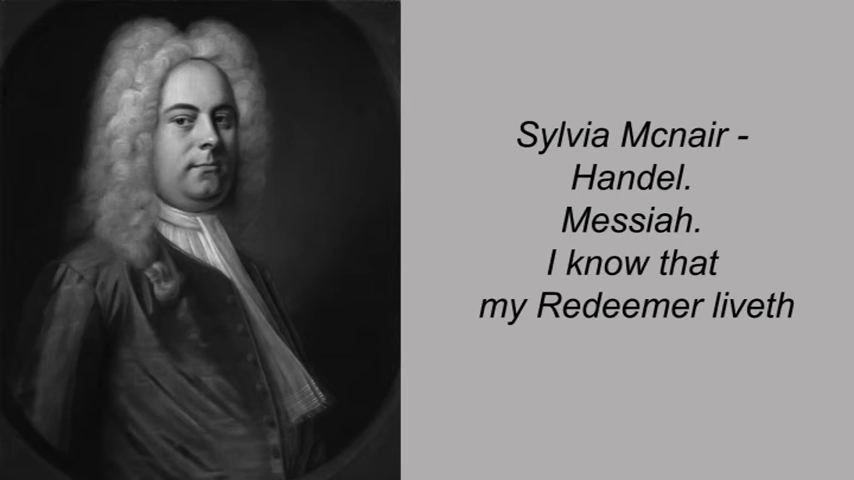 Sylvia Mcnair -
Handel.
Messiah.
I know that
my Redeemer liveth